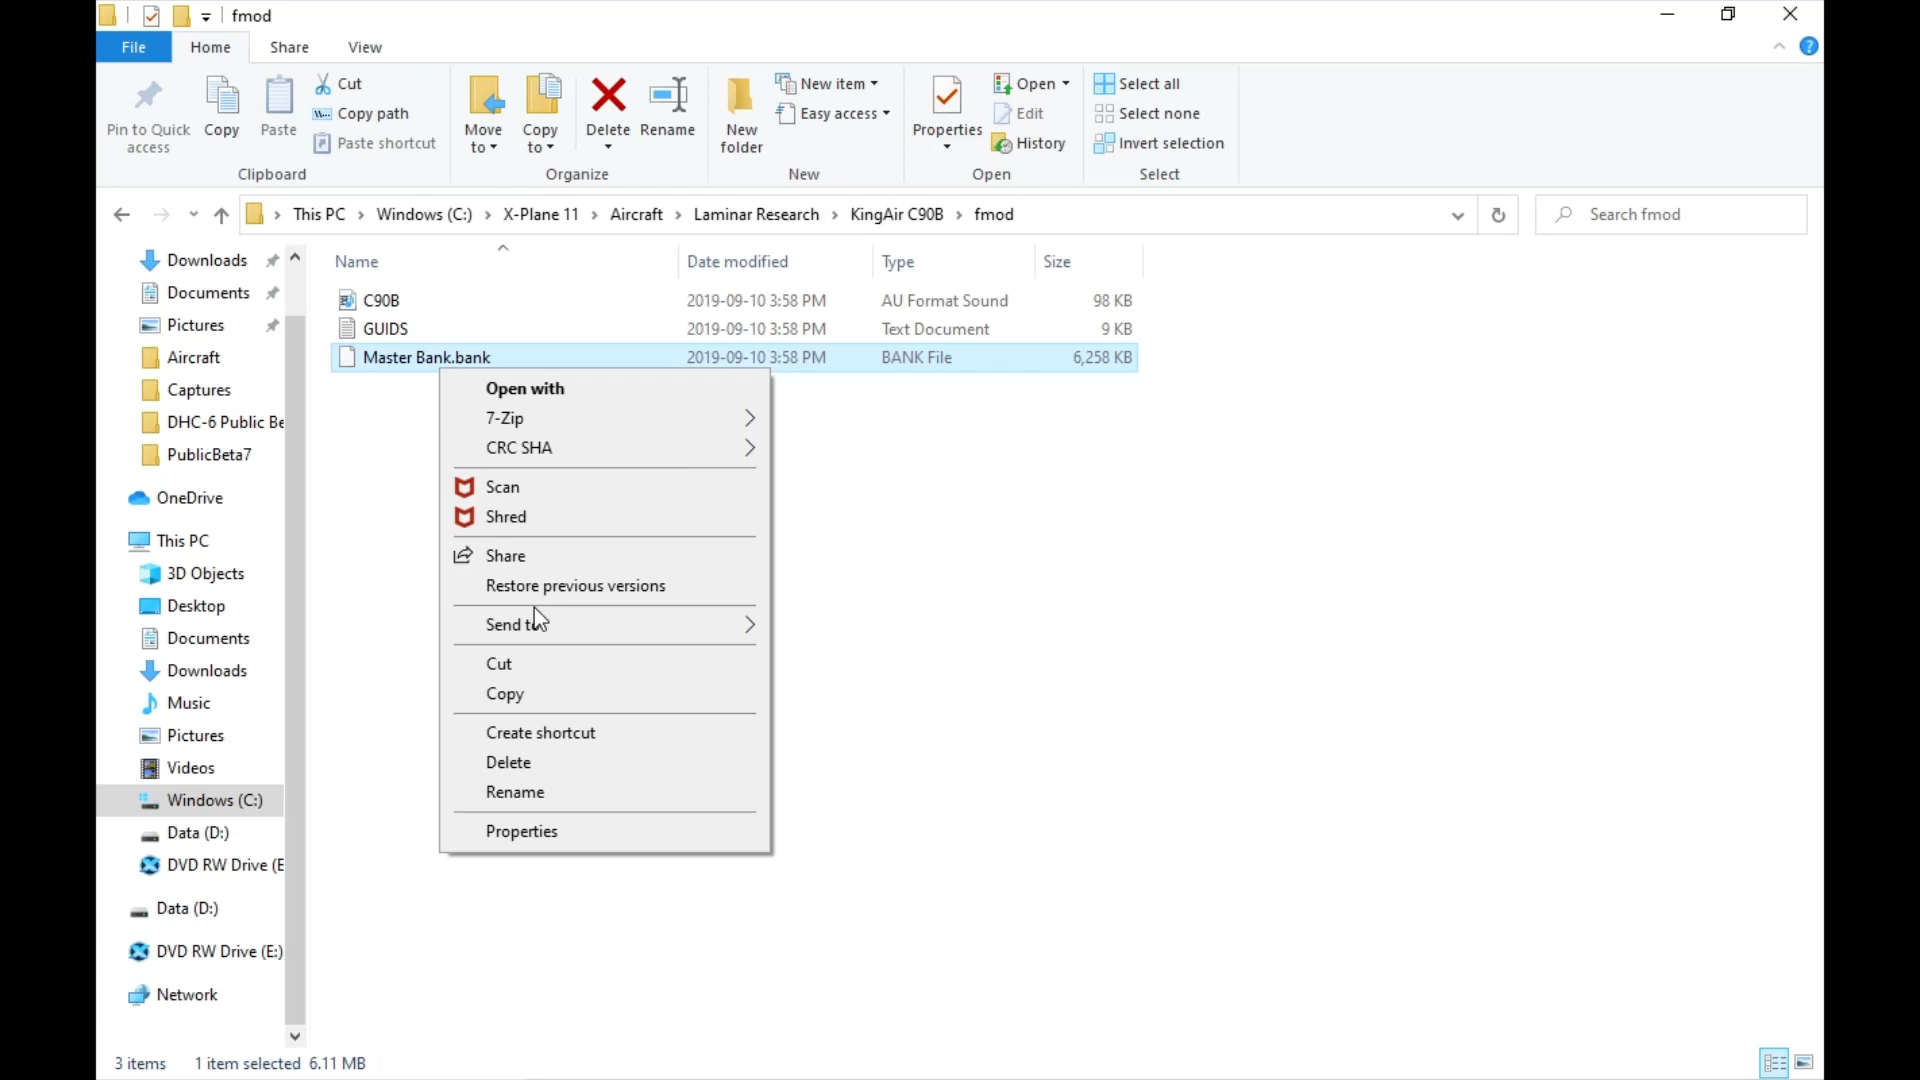 fmod
File
Home
Share
View
Pin to Quick
access
Copy
Paste
Cut
Copy path
Paste shortcut
Clipboard
Move
to
Copy
to
Delete
Rename
Organize
New
folder
New item
Easy access
New
Properties
Open
Edit
History
Open
Select all
Select none
Invert selection
Select
This PC
Windows (C:)
X-Plane 11
Aircraft
Laminar Research
KingAir C90B
fmod
Search fmod
Name
Date modified
Type
Size
C90B
2019-09-10 3:58 PM
AU Format Sound
98 KB
GUIDS
2019-09-10 3:58 PM
Text Document
9 KB
Master Bank.bank
2019-09-10 3:58 PM
BANK File
6,258 KB
Downloads
Documents
Pictures
Aircraft
Captures
DHC-6 Public Be
PublicBeta7
OneDrive
This PC
3D Objects
Desktop
Documents
Downloads
Music
Pictures
Videos
Windows (C:)
Data (D:)
DVD RW Drive (E
Data (D:)
DVD RW Drive (E:)
Network
Open with
7-Zip
CRC SHA
Scan
Shred
Share
Restore previous versions
Send to
Cut
Copy
Create shortcut
Delete
Rename
Properties
3 items
1 item selected 6.11 MB